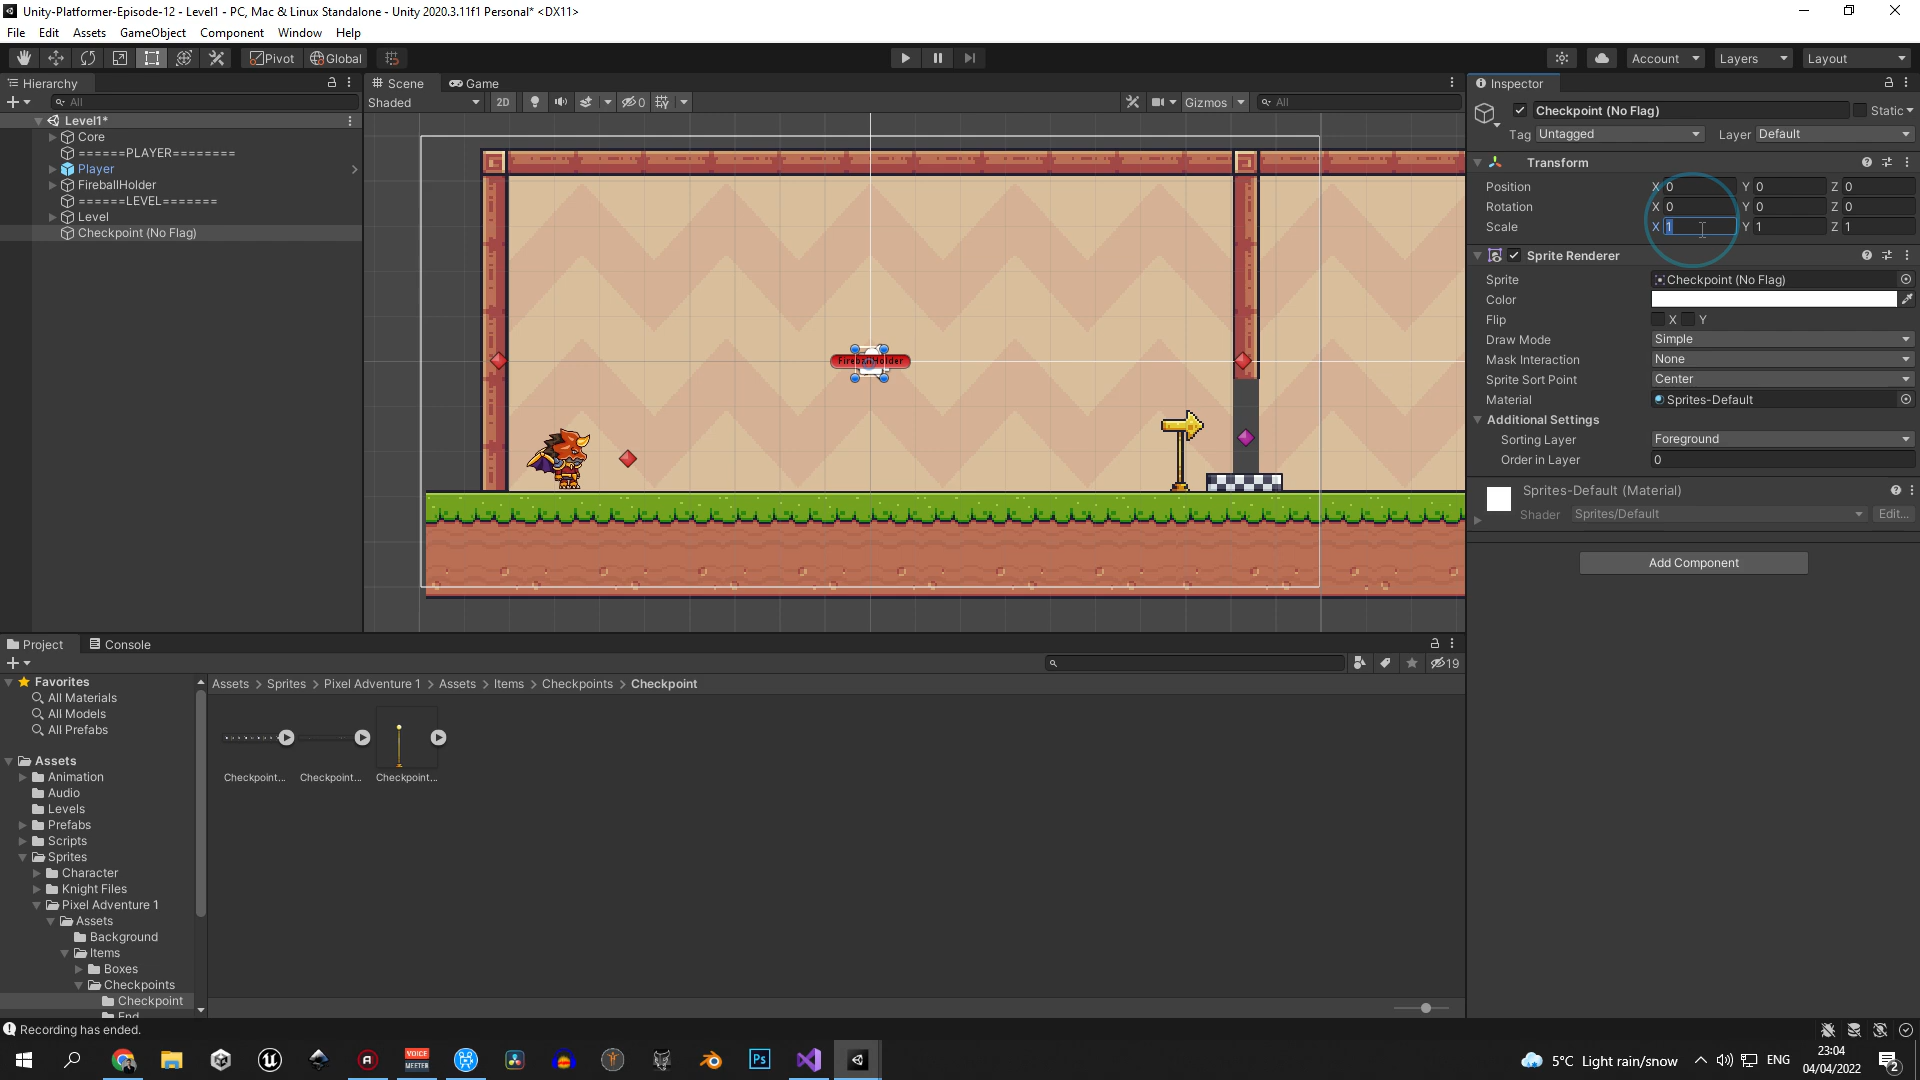 Unity-Platformer-Episode-12 - Level1 - PC, Mac & Linux Standalone - Unity 2020.3.11f1 Personal* <DX11>
File Edit Assets GameObject Component Window Help
Pivot Global Account Layers Layout
Hierarchy
All
Level1*
Core
======PLAYER========
Player
FireballHolder
======LEVEL=======
Level
Checkpoint (No Flag)
Scene Game
Shaded 2D 0 Gizmos All
Inspector
Checkpoint (No Flag) Static
Tag Untagged Layer Default
Transform
Position X 0 Y 0 Z 0
Rotation X 0 Y 0 Z 0
Scale X 1 Y 1 Z 1
Sprite Renderer
Sprite Checkpoint (No Flag)
Color
Flip X Y
Draw Mode Simple
Mask Interaction None
Sprite Sort Point Center
Material Sprites-Default
Additional Settings
Sorting Layer Foreground
Order in Layer 0
Sprites-Default (Material)
Shader Sprites/Default Edit...
Add Component
Project Console
19
Favorites
All Materials
All Models
All Prefabs
Assets
Animation
Audio
Levels
Prefabs
Scripts
Sprites
Character
Knight Files
Pixel Adventure 1
Assets
Background
Items
Boxes
Checkpoints
Checkpoint
End
Assets > Sprites > Pixel Adventure 1 > Assets > Items > Checkpoints > Checkpoint
Checkpoint... Checkpoint... Checkpoint...
Recording has ended.
VOICE
MEETER
Ps
5°C Light rain/snow
ENG
23:04
04/04/2022
2